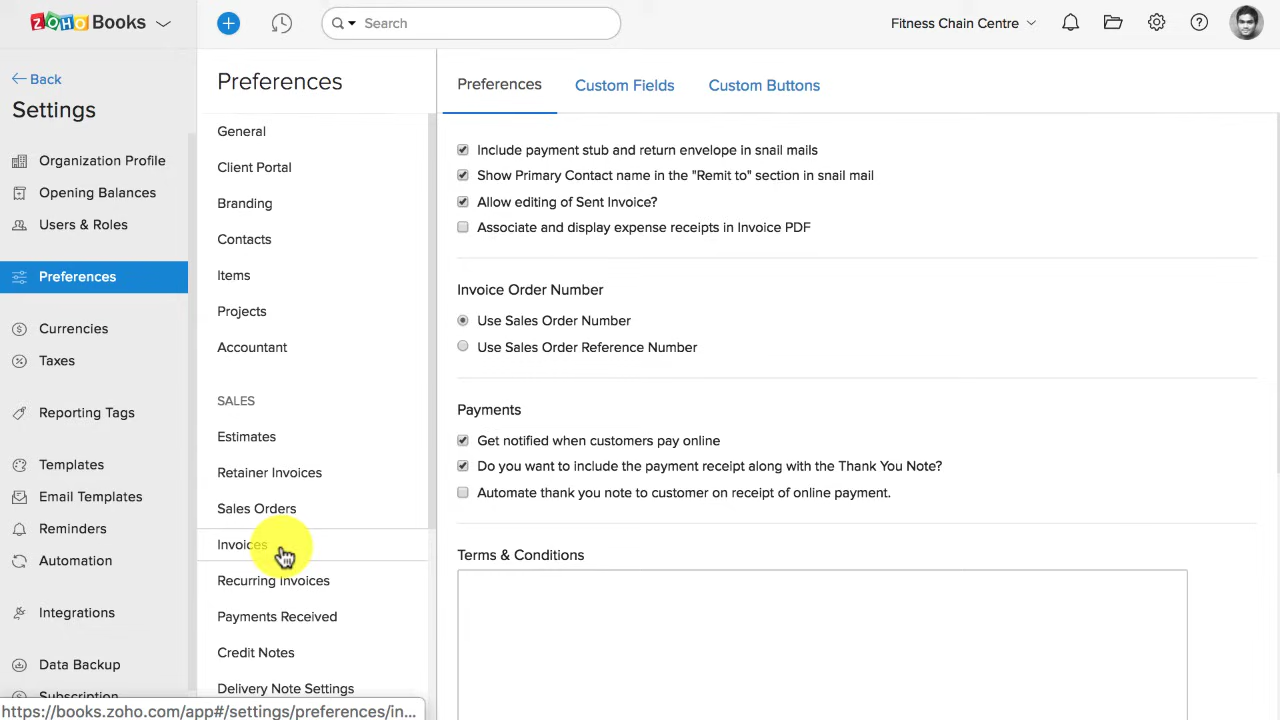 ZOHO Books
Search
Fitness Chain Centre
Back
Settings
Organization Profile
Opening Balances
Users & Roles
Preferences
Currencies
Taxes
Reporting Tags
Templates
Email Templates
Reminders
Automation
Integrations
Data Backup
Subscription
Preferences
General
Client Portal
Branding
Contacts
Items
Projects
Accountant
SALES
Estimates
Retainer Invoices
Sales Orders
Invoices
Recurring Invoices
Payments Received
Credit Notes
Delivery Note Settings
Preferences Custom Fields Custom Buttons
Include payment stub and return envelope in snail mails
Show Primary Contact name in the "Remit to" section in snail mail
Allow editing of Sent Invoice?
Associate and display expense receipts in Invoice PDF
Invoice Order Number
Use Sales Order Number
Use Sales Order Reference Number
Payments
Get notified when customers pay online
Do you want to include the payment receipt along with the Thank You Note?
Automate thank you note to customer on receipt of online payment.
Terms & Conditions
https://books.zoho.com/app#/settings/preferences/in...